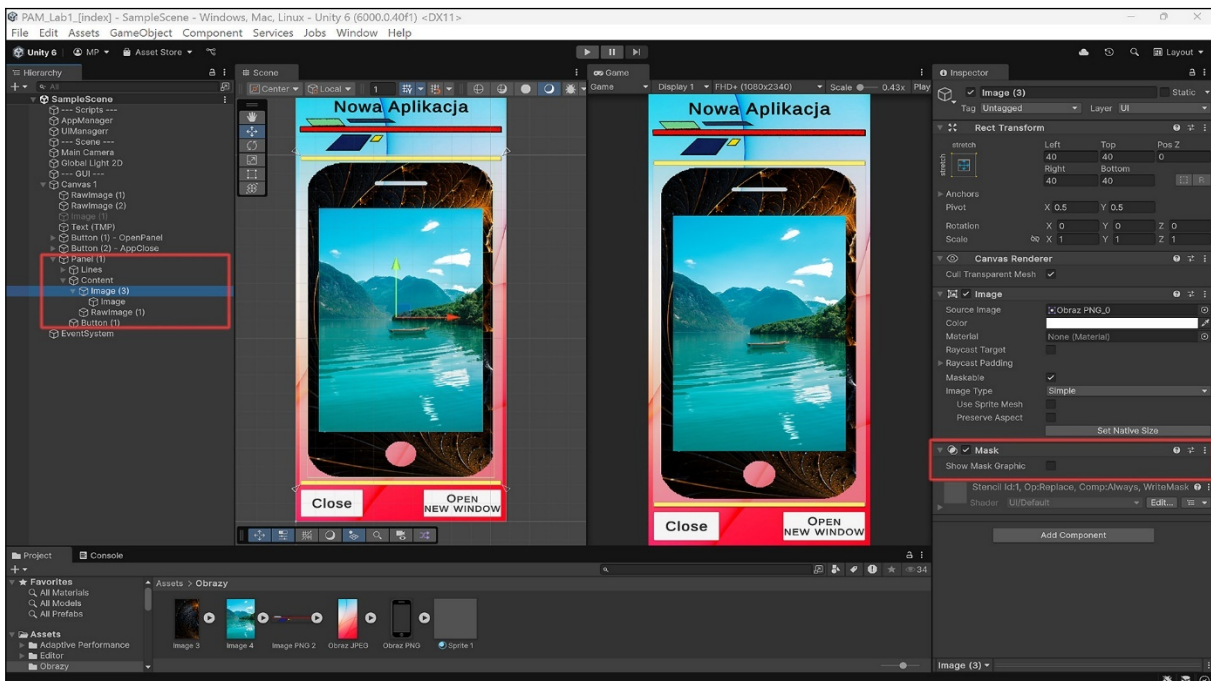 PAM_Lab1_[index] - SampleScene - Windows, Mac, Linux - Unity 6 (6000.0.40f1) <DX11>
File Edit Assets GameObject Component Services Jobs Window Help
Unity 6 MP Asset Store Layout
Hierarchy
All
SampleScene
--- Scripts ---
AppManager
UIManagerr
--- Scene ---
Main Camera
Global Light 2D
--- GUI ---
Canvas 1
RawImage (1)
RawImage (2)
Image (1)
Text (TMP)
Button (1) - OpenPanel
Button (2) - AppClose
Panel (1)
Lines
Content
Image (3)
Image
RawImage (1)
Button (1)
EventSystem
Scene
Center Local 1
Nowa Aplikacja
Close
OPEN
NEW WINDOW
Game
Game Display 1 FHD+ (1080x2340) Scale 0.43x Play
Nowa Aplikacja
Close
OPEN
NEW WINDOW
Inspector
Image (3) Static
Tag Untagged Layer UI
Rect Transform
stretch Left Top Pos Z
stretch 40 40 0
Right Bottom
40 40 R
Anchors
Pivot X 0.5 Y 0.5
Rotation X 0 Y 0 Z 0
Scale X 1 Y 1 Z 1
Canvas Renderer
Cull Transparent Mesh
Image
Source Image Obraz PNG_0
Color
Material None (Material)
Raycast Target
Raycast Padding
Maskable
Image Type Simple
Use Sprite Mesh
Preserve Aspect
Set Native Size
Mask
Show Mask Graphic
Stencil Id:1, Op:Replace, Comp:Always, WriteMask
Shader UI/Default Edit...
Add Component
Image (3)
Project Console
34
Favorites
All Materials
All Models
All Prefabs
Assets
Adaptive Performance
Editor
Obrazy
Assets > Obrazy
Image 3 Image 4 Image PNG 2 Obraz JPEG Obraz PNG Sprite 1